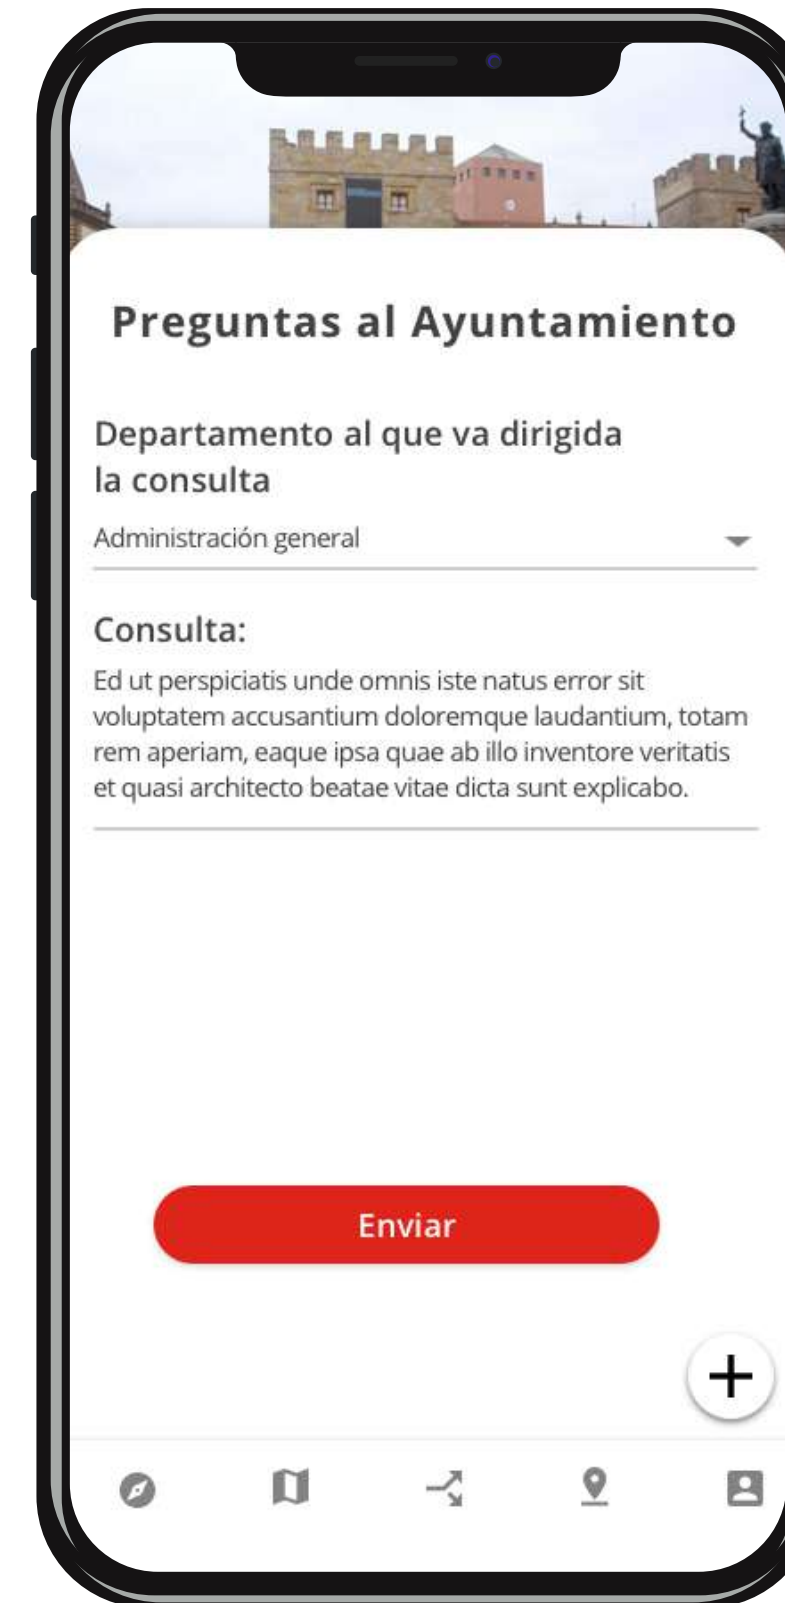 Preguntas al Ayuntamiento
Departamento al que va dirigida
la consulta
Administración general
Consulta:
Ed ut perspiciatis unde omnis iste natus error sit
voluptatem accusantium doloremque laudantium, totam
rem aperiam, eaque ipsa quae ab illo inventore veritatis
et quasi architecto beatae vitae dicta sunt explicabo.
Enviar